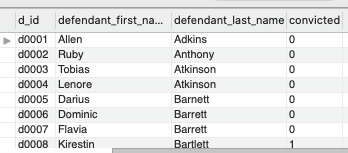 d_id defendant_first_na... defendant_last_name convicted
d0001 Allen Adkins 0
d0002 Ruby Anthony 0
d0003 Tobias Atkinson 0
d0004 Lenore Atkinson 0
d0005 Darius Barrett 0
d0006 Dominic Barrett 0
d0007 Flavia Barrett 0
d0008 Kirestin Bartlett 1